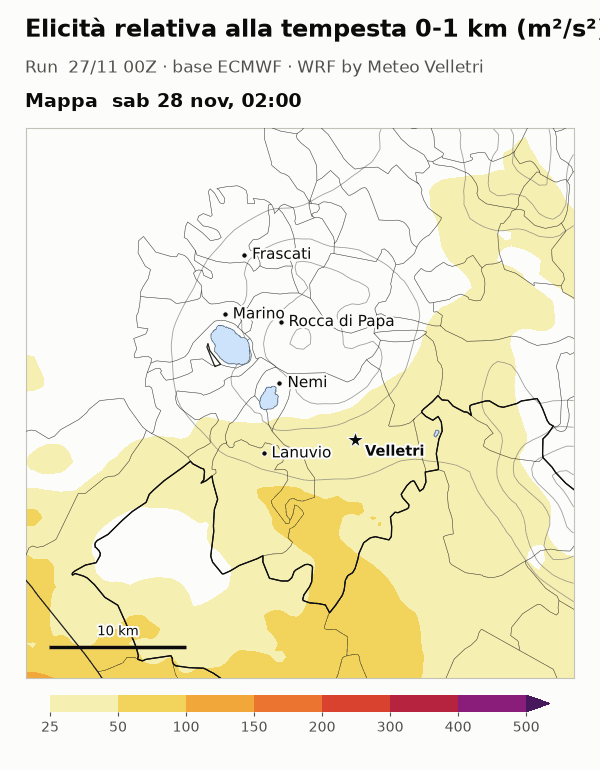 Elicità relativa alla tempesta 0-1 km (m²/s²)
Run 27/11 00Z · base ECMWF · WRF by Meteo Velletri
Mappa sab 28 nov, 02:00
Frascati
Marino
Rocca di Papa
Nemi
Lanuvio
Velletri
10 km
25 50 100 150 200 300 400 500